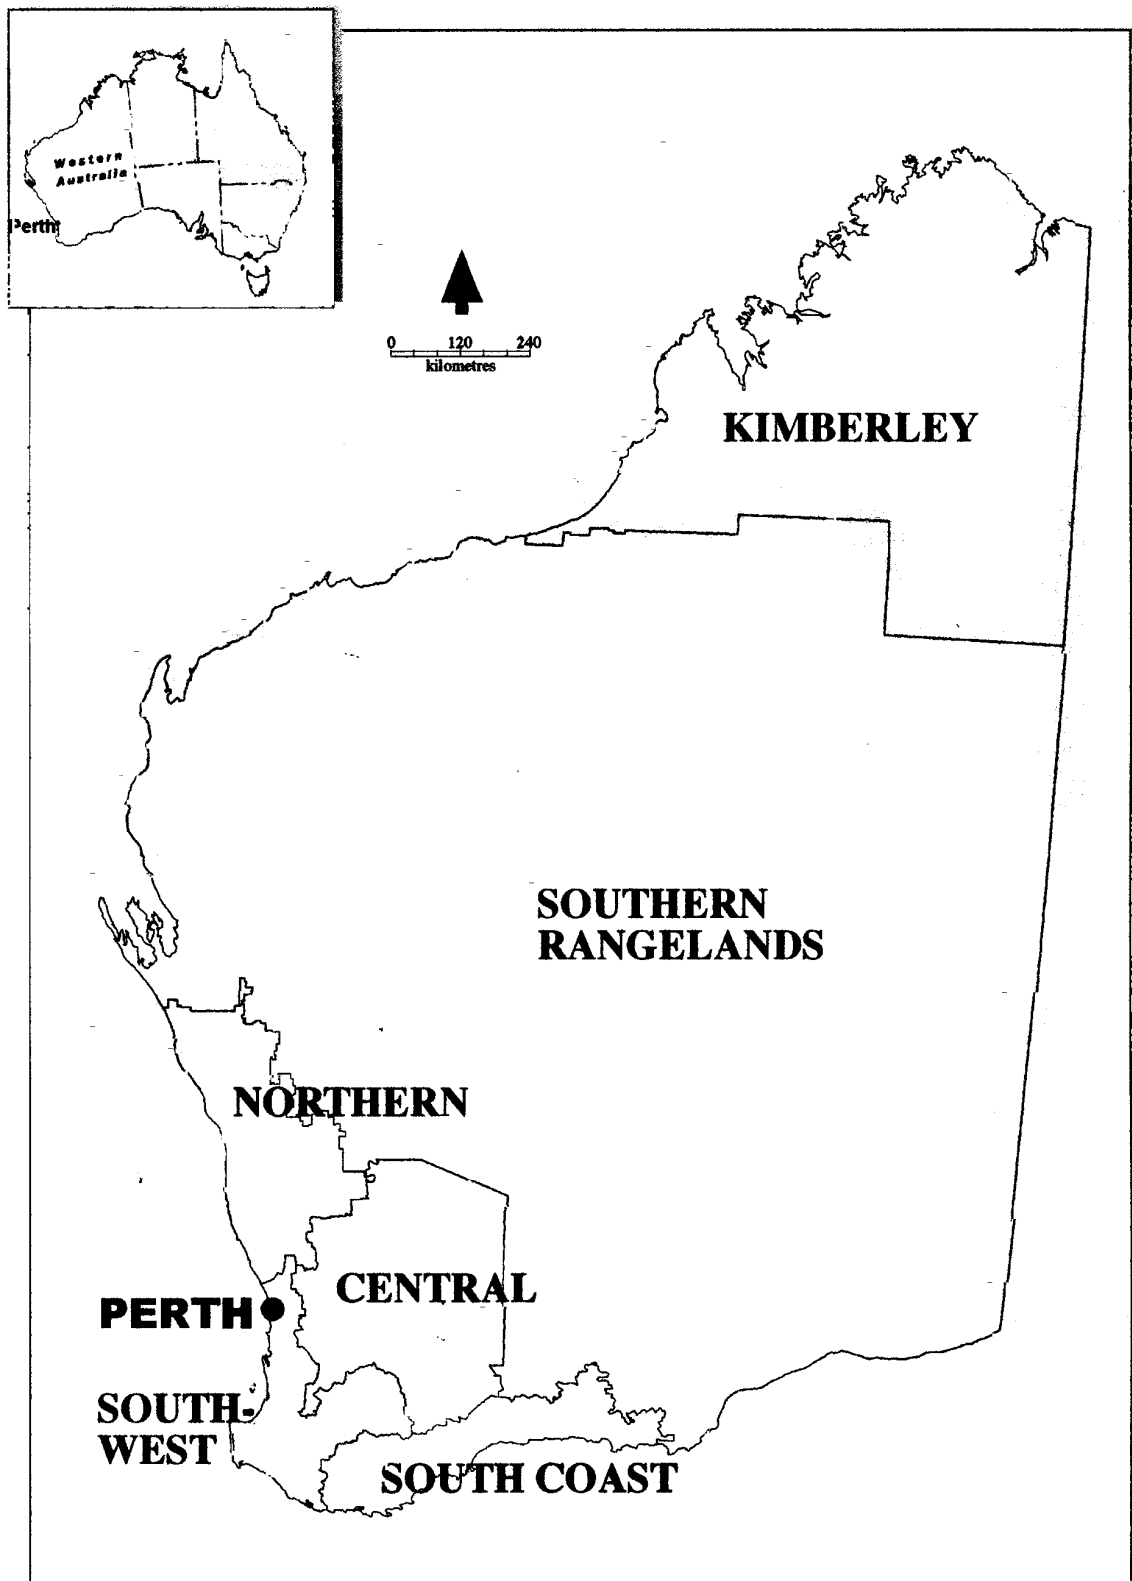 Western
Australia
Perth
0 120 240
kilometres
KIMBERLEY
SOUTHERN
RANGELANDS
NORTHERN
CENTRAL
PERTH
SOUTH-
WEST
SOUTH COAST